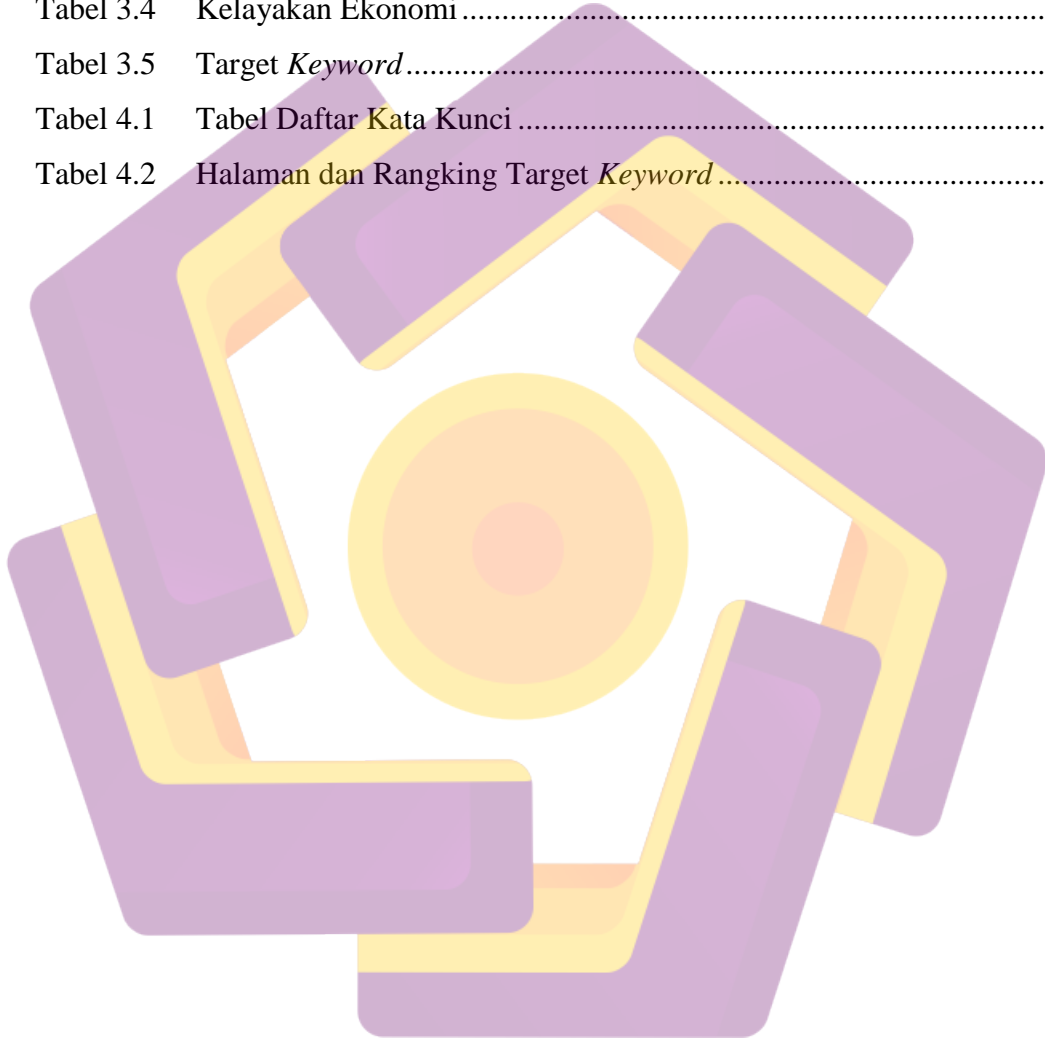 Tabel 3.4 Kelayakan Ekonomi ..........................................................................
Tabel 3.5 Target Keyword .................................................................................
Tabel 4.1 Tabel Daftar Kata Kunci ...................................................................
Tabel 4.2 Halaman dan Rangking Target Keyword .........................................